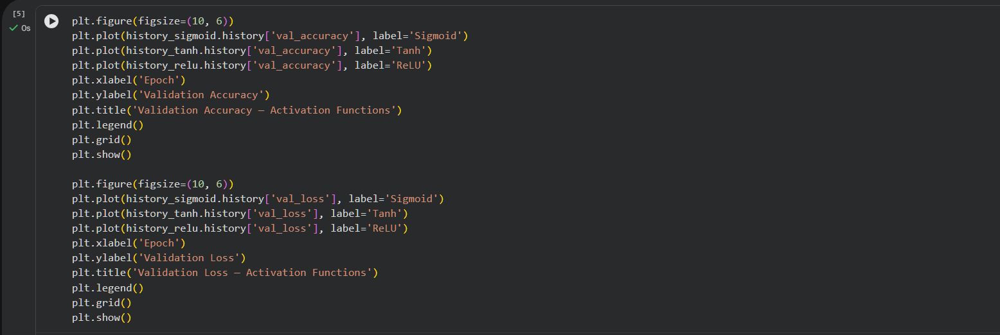 [5]
0s
plt.figure(figsize=(10, 6))
plt.plot(history_sigmoid.history['val_accuracy'], label='Sigmoid')
plt.plot(history_tanh.history['val_accuracy'], label='Tanh')
plt.plot(history_relu.history['val_accuracy'], label='ReLU')
plt.xlabel('Epoch')
plt.ylabel('Validation Accuracy')
plt.title('Validation Accuracy — Activation Functions')
plt.legend()
plt.grid()
plt.show()

plt.figure(figsize=(10, 6))
plt.plot(history_sigmoid.history['val_loss'], label='Sigmoid')
plt.plot(history_tanh.history['val_loss'], label='Tanh')
plt.plot(history_relu.history['val_loss'], label='ReLU')
plt.xlabel('Epoch')
plt.ylabel('Validation Loss')
plt.title('Validation Loss — Activation Functions')
plt.legend()
plt.grid()
plt.show()